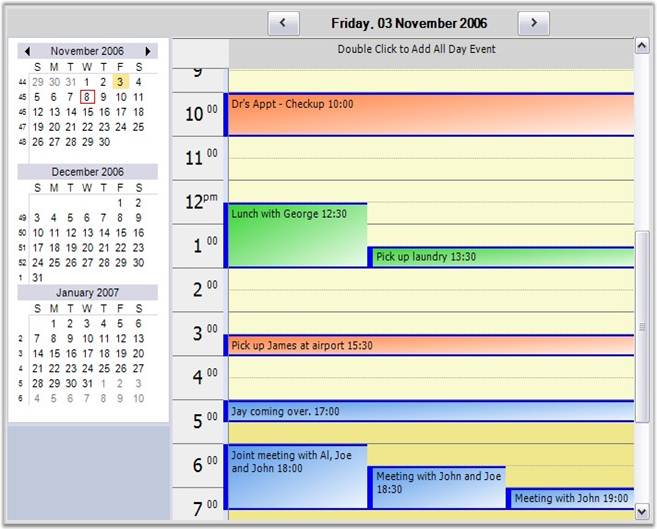 Friday, 03 November 2006
November 2006
S M T W T F S
44 29 30 31 1 2 3 4
45 5 6 7 8 9 10 11
46 12 13 14 15 16 17 18
47 19 20 21 22 23 24 25
48 26 27 28 29 30
December 2006
S M T W T F S
1 2
49 3 4 5 6 7 8 9
50 10 11 12 13 14 15 16
51 17 18 19 20 21 22 23
52 24 25 26 27 28 29 30
1 31
January 2007
S M T W T F S
1 2 3 4 5 6
2 7 8 9 10 11 12 13
3 14 15 16 17 18 19 20
4 21 22 23 24 25 26 27
5 28 29 30 31 1 2 3
6 4 5 6 7 8 9 10
Double Click to Add All Day Event
9
10 00
Dr's Appt - Checkup 10:00
11 00
12pm
Lunch with George 12:30
1 00
Pick up laundry 13:30
2 00
3 00
Pick up James at airport 15:30
4 00
5 00
Jay coming over. 17:00
6 00
Joint meeting with Al, Joe
and John 18:00
Meeting with John and Joe
18:30
Meeting with John 19:00
7 00